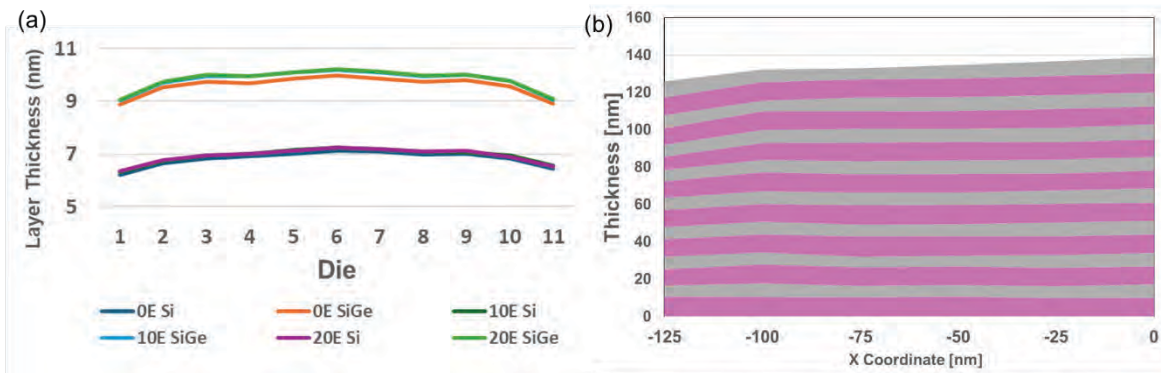 (a)
Layer Thickness (nm)
11
9
7
5
1 2 3 4 5 6 7 8 9 10 11
Die
0E Si 0E SiGe 10E Si
10E SiGe 20E Si 20E SiGe
(b)
Thickness [nm]
160
140
120
100
80
60
40
20
0
-125 -100 -75 -50 -25 0
X Coordinate [nm]